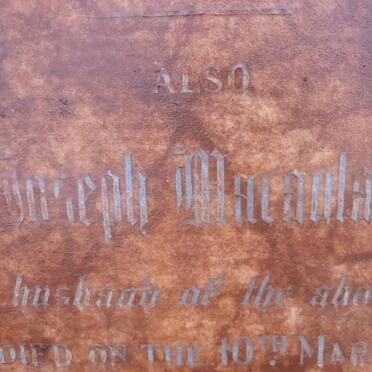 ALSO
Joseph Macaula
husband of the abo
DIED ON THE 10TH MAR